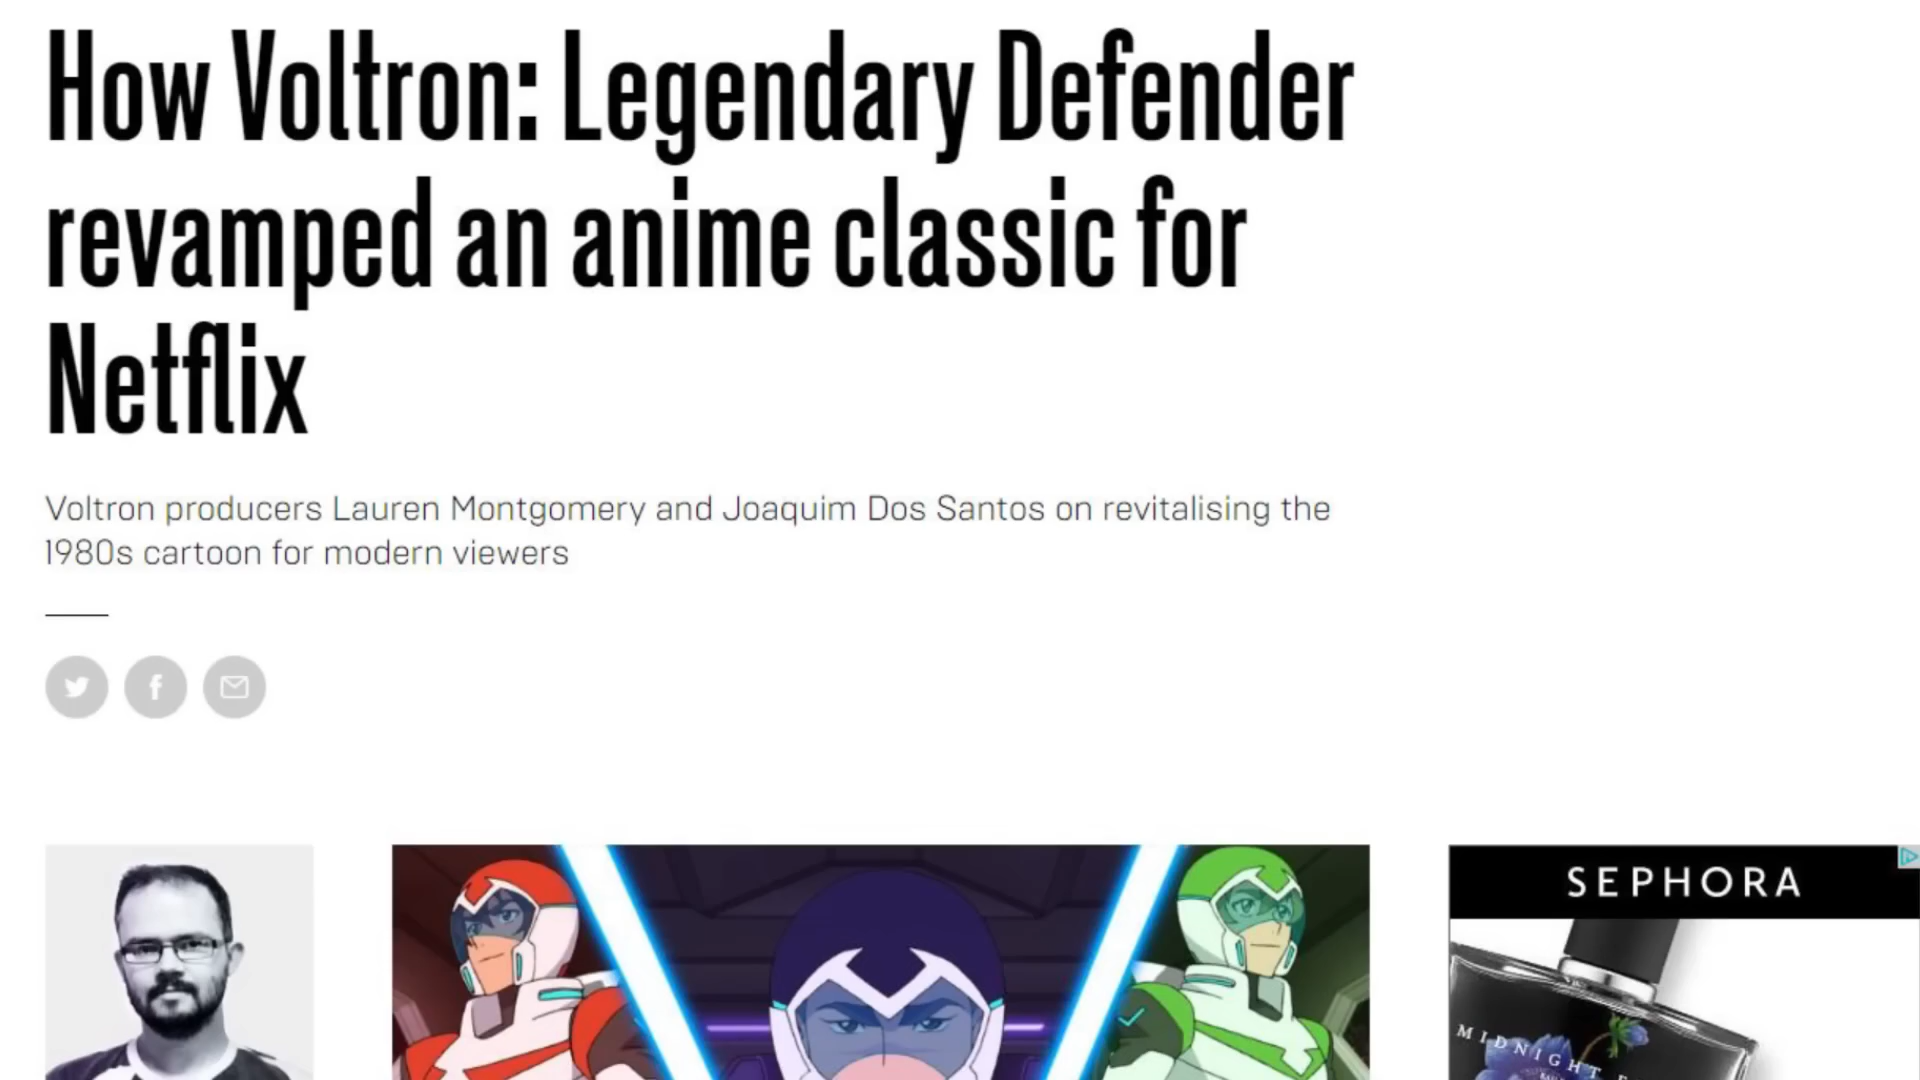 How Voltron: Legendary Defender
revamped an anime classic for
Netflix
Voltron producers Lauren Montgomery and Joaquim Dos Santos on revitalising the
1980s cartoon for modern viewers
SEPHORA
MIDNIGHT